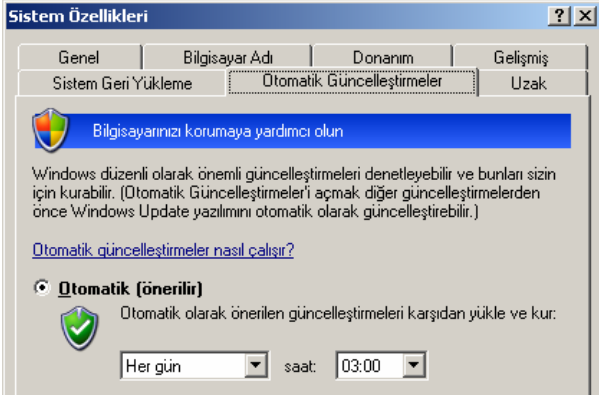 Sistem Özellikleri
Genel Bilgisayar Adı Donanım Gelişmiş
Sistem Geri Yükleme Otomatik Güncelleştirmeler Uzak
Bilgisayarınızı korumaya yardımcı olun
Windows düzenli olarak önemli güncelleştirmeleri denetleyebilir ve bunları sizin
için kurabilir. (Otomatik Güncelleştirmeler'i açmak diğer güncelleştirmelerden
önce Windows Update yazılımını otomatik olarak güncelleştirebilir.)
Otomatik güncelleştirmeler nasıl çalışır?
Otomatik (önerilir)
Otomatik olarak önerilen güncelleştirmeleri karşıdan yükle ve kur:
Her gün saat: 03:00